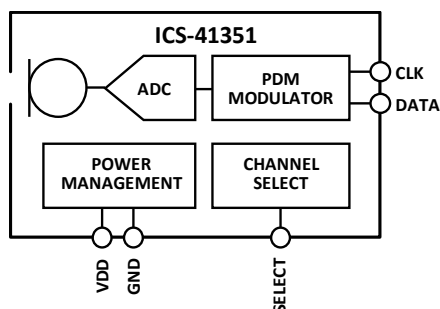 ICS-41351
ADC
PDM
MODULATOR
CLK
DATA
POWER
MANAGEMENT
CHANNEL
SELECT
VDD
GND
SELECT